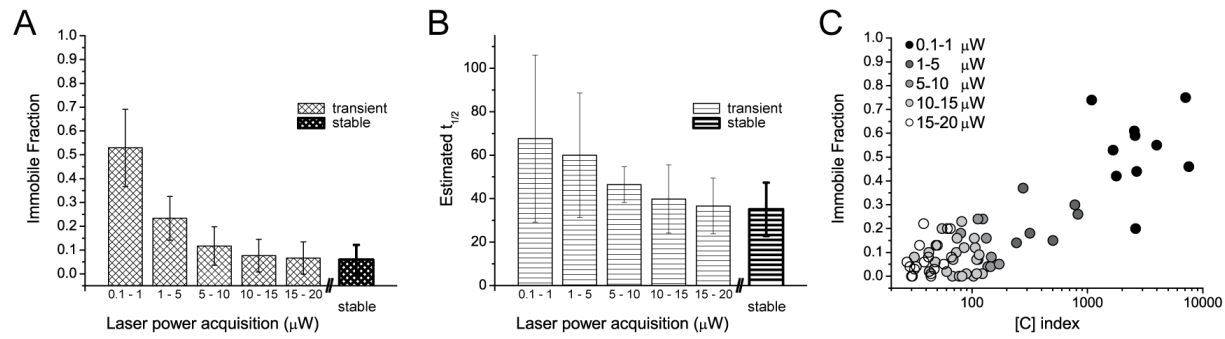 A
Immobile Fraction
1.0
0.9
0.8
0.7
0.6
0.5
0.4
0.3
0.2
0.1
0.0
transient
stable
0.1 - 1 1 - 5 5 - 10 10 - 15 15 - 20
stable
Laser power acquisition (μW)
B
Estimated t1/2
100
80
60
40
20
0
transient
stable
0.1 - 1 1 - 5 5 - 10 10 - 15 15 - 20
stable
Laser power acquisition (μW)
C
Immobile Fraction
1.0
0.9
0.8
0.7
0.6
0.5
0.4
0.3
0.2
0.1
0.0
0.1-1 μW
1-5 μW
5-10 μW
10-15 μW
15-20 μW
100 1000 10000
[C] index